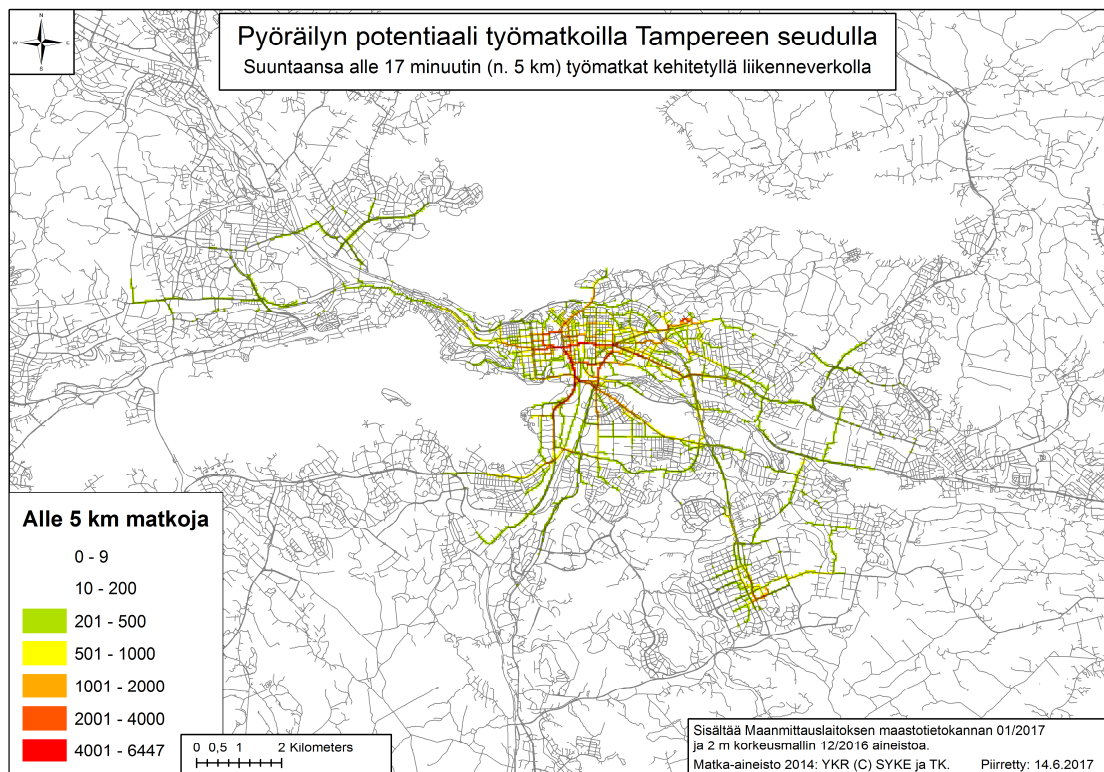 N
W E
S
Pyöräilyn potentiaali työmatkoilla Tampereen seudulla
Suuntaansa alle 17 minuutin (n. 5 km) työmatkat kehitetyllä liikenneverkolla
Alle 5 km matkoja
0 - 9
10 - 200
201 - 500
501 - 1000
1001 - 2000
2001 - 4000
4001 - 6447
0 0,5 1 2 Kilometers
Sisältää Maanmittauslaitoksen maastotietokannan 01/2017
ja 2 m korkeusmallin 12/2016 aineistoa.
Matka-aineisto 2014: YKR (C) SYKE ja TK. Piirretty: 14.6.2017